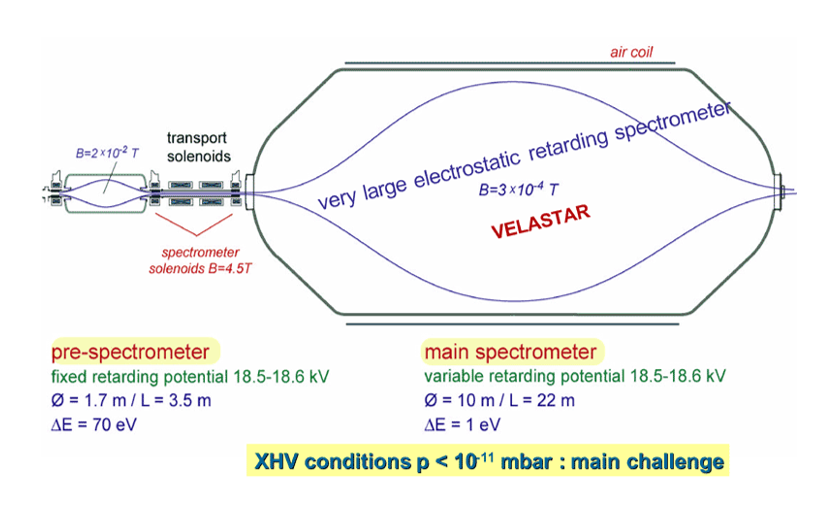 air coil
transport
solenoids
B=2×10⁻² T
very large electrostatic retarding spectrometer
B=3×10⁻⁴ T
VELASTAR
spectrometer
solenoids B=4.5T
pre-spectrometer
fixed retarding potential 18.5-18.6 kV
Ø = 1.7 m / L = 3.5 m
ΔE = 70 eV
main spectrometer
variable retarding potential 18.5-18.6 kV
Ø = 10 m / L = 22 m
ΔE = 1 eV
XHV conditions p < 10⁻¹¹ mbar : main challenge